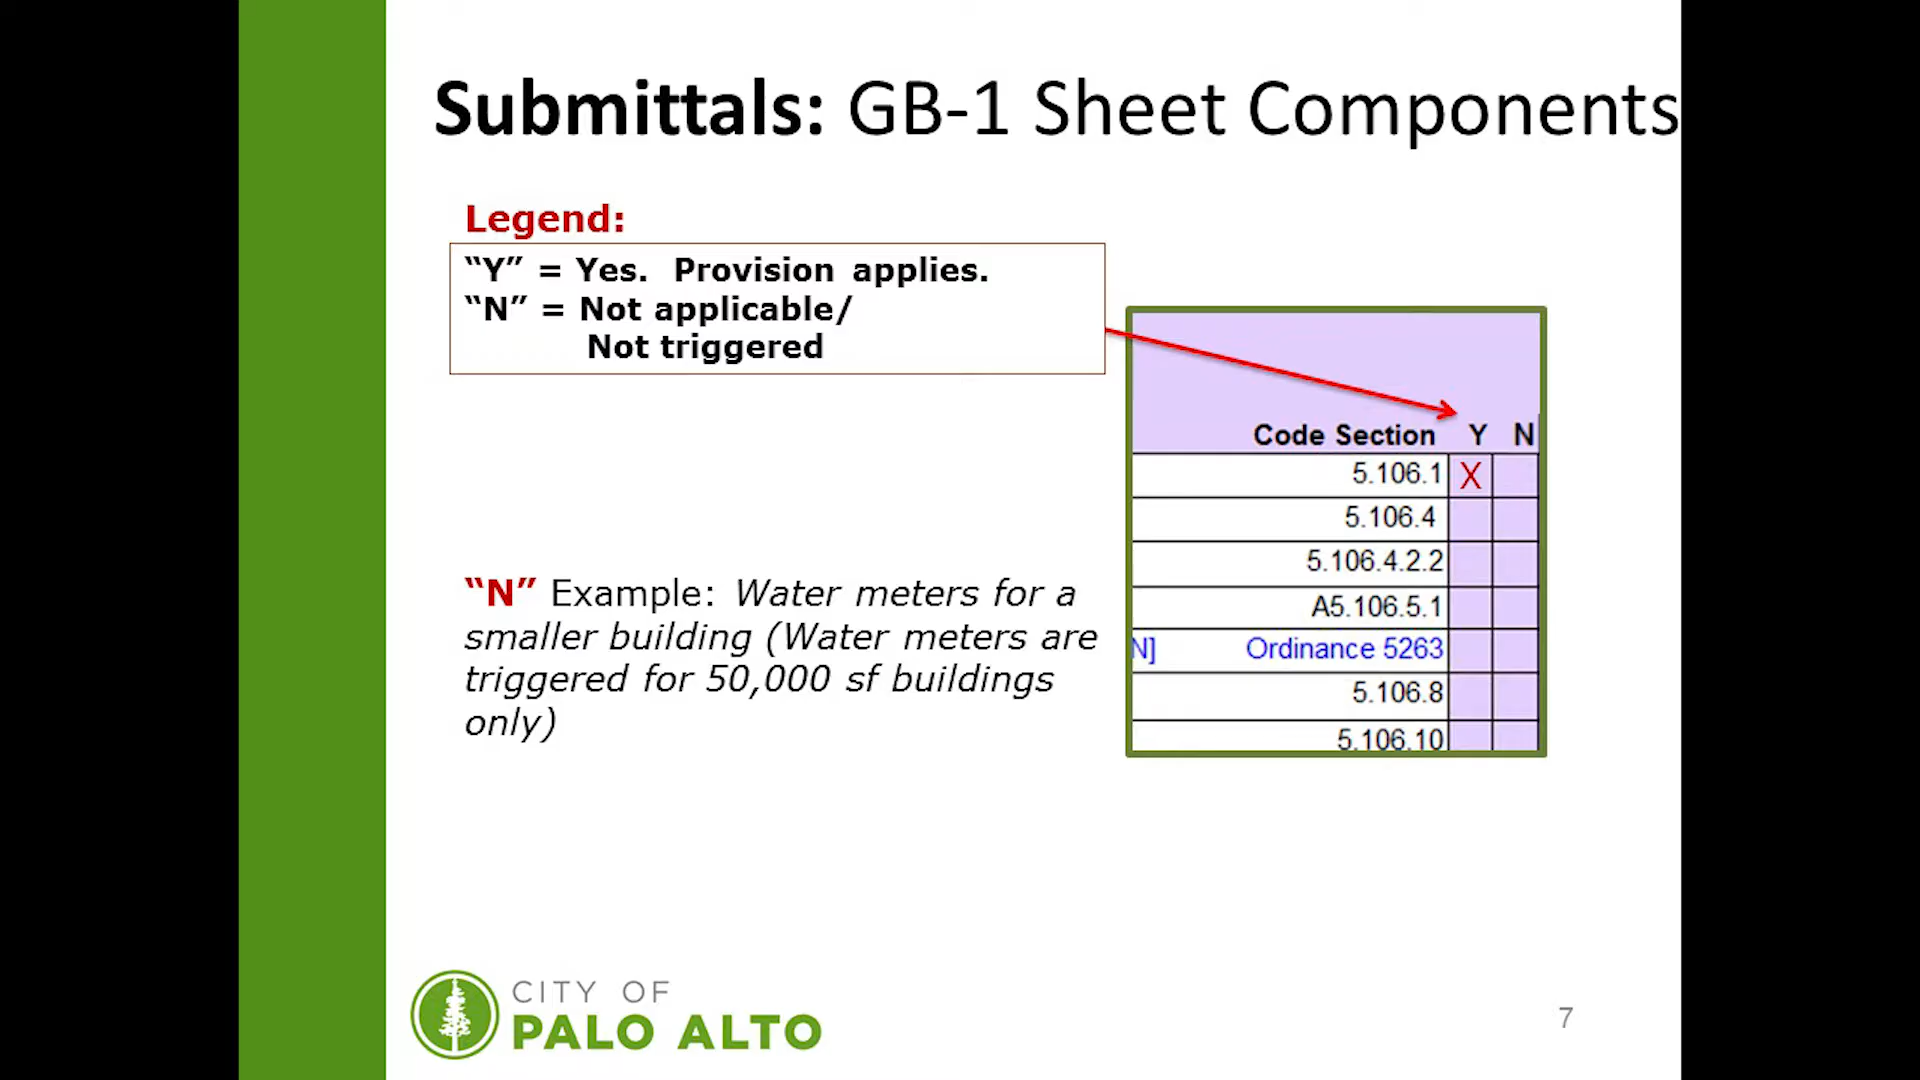 Submittals: GB-1 Sheet Components
Legend:
“Y” = Yes. Provision applies.
“N” = Not applicable/
Not triggered
Code Section Y N
5.106.1 X
5.106.4
5.106.4.2.2
A5.106.5.1
N] Ordinance 5263
5.106.8
5.106.10
“N” Example: Water meters for a
smaller building (Water meters are
triggered for 50,000 sf buildings
only)
CITY OF
PALO ALTO
7